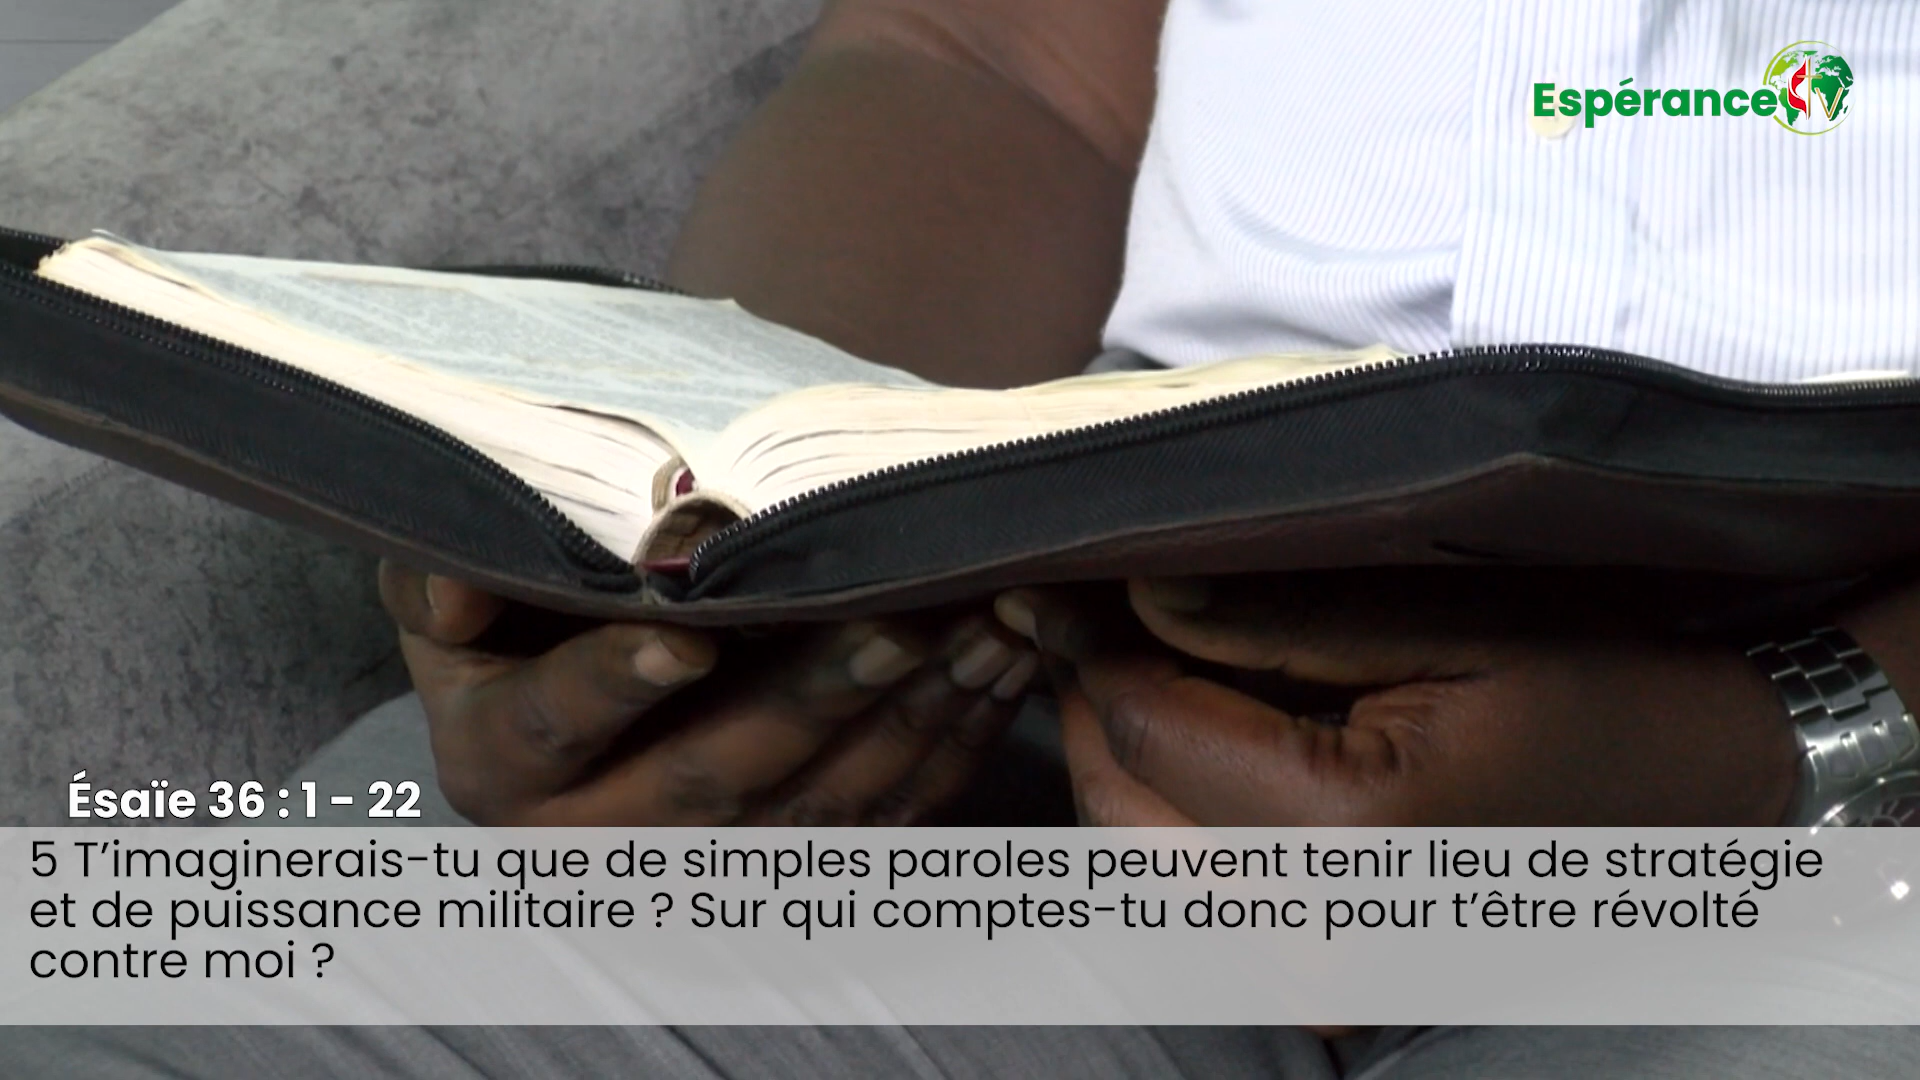 Espérance TV
Ésaïe 36 : 1 - 22
5 T’imaginerais-tu que de simples paroles peuvent tenir lieu de stratégie
et de puissance militaire ? Sur qui comptes-tu donc pour t’être révolté
contre moi ?